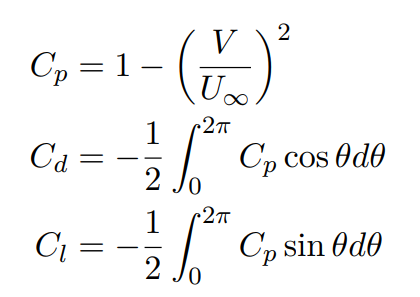 C_p = 1 - \left( \frac{V}{U_\infty} \right)^2
C_d = -\frac{1}{2} \int_0^{2\pi} C_p \cos \theta d\theta
C_l = -\frac{1}{2} \int_0^{2\pi} C_p \sin \theta d\theta